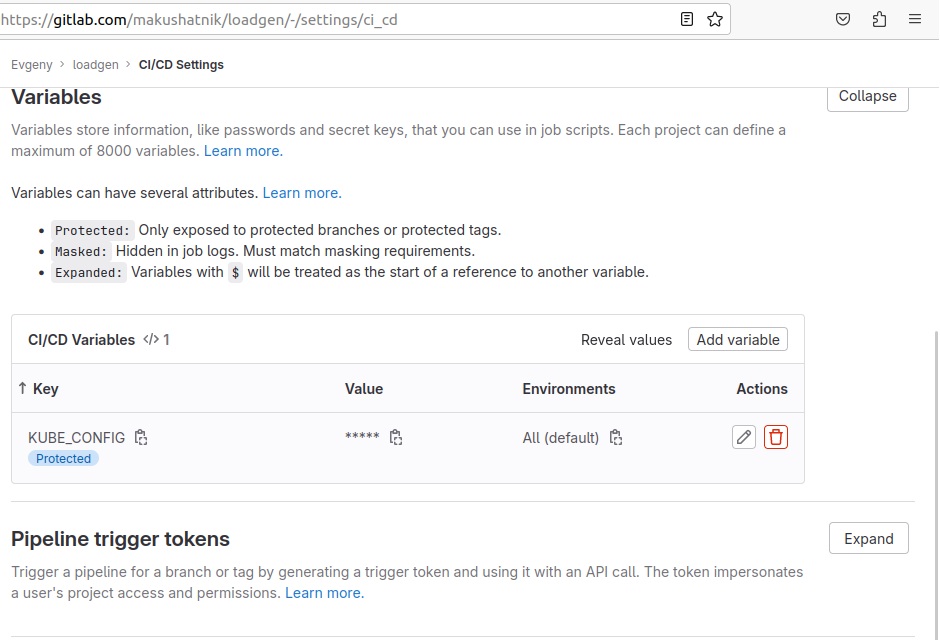 https://gitlab.com/makushatnik/loadgen/-/settings/ci_cd
Evgeny > loadgen > CI/CD Settings
Variables
Collapse
Variables store information, like passwords and secret keys, that you can use in job scripts. Each project can define a
maximum of 8000 variables. Learn more.
Variables can have several attributes. Learn more.
• Protected: Only exposed to protected branches or protected tags.
• Masked: Hidden in job logs. Must match masking requirements.
• Expanded: Variables with $ will be treated as the start of a reference to another variable.
CI/CD Variables </> 1 Reveal values Add variable
↑ Key Value Environments Actions
KUBE_CONFIG ***** All (default)
Protected
Pipeline trigger tokens
Expand
Trigger a pipeline for a branch or tag by generating a trigger token and using it with an API call. The token impersonates
a user's project access and permissions. Learn more.